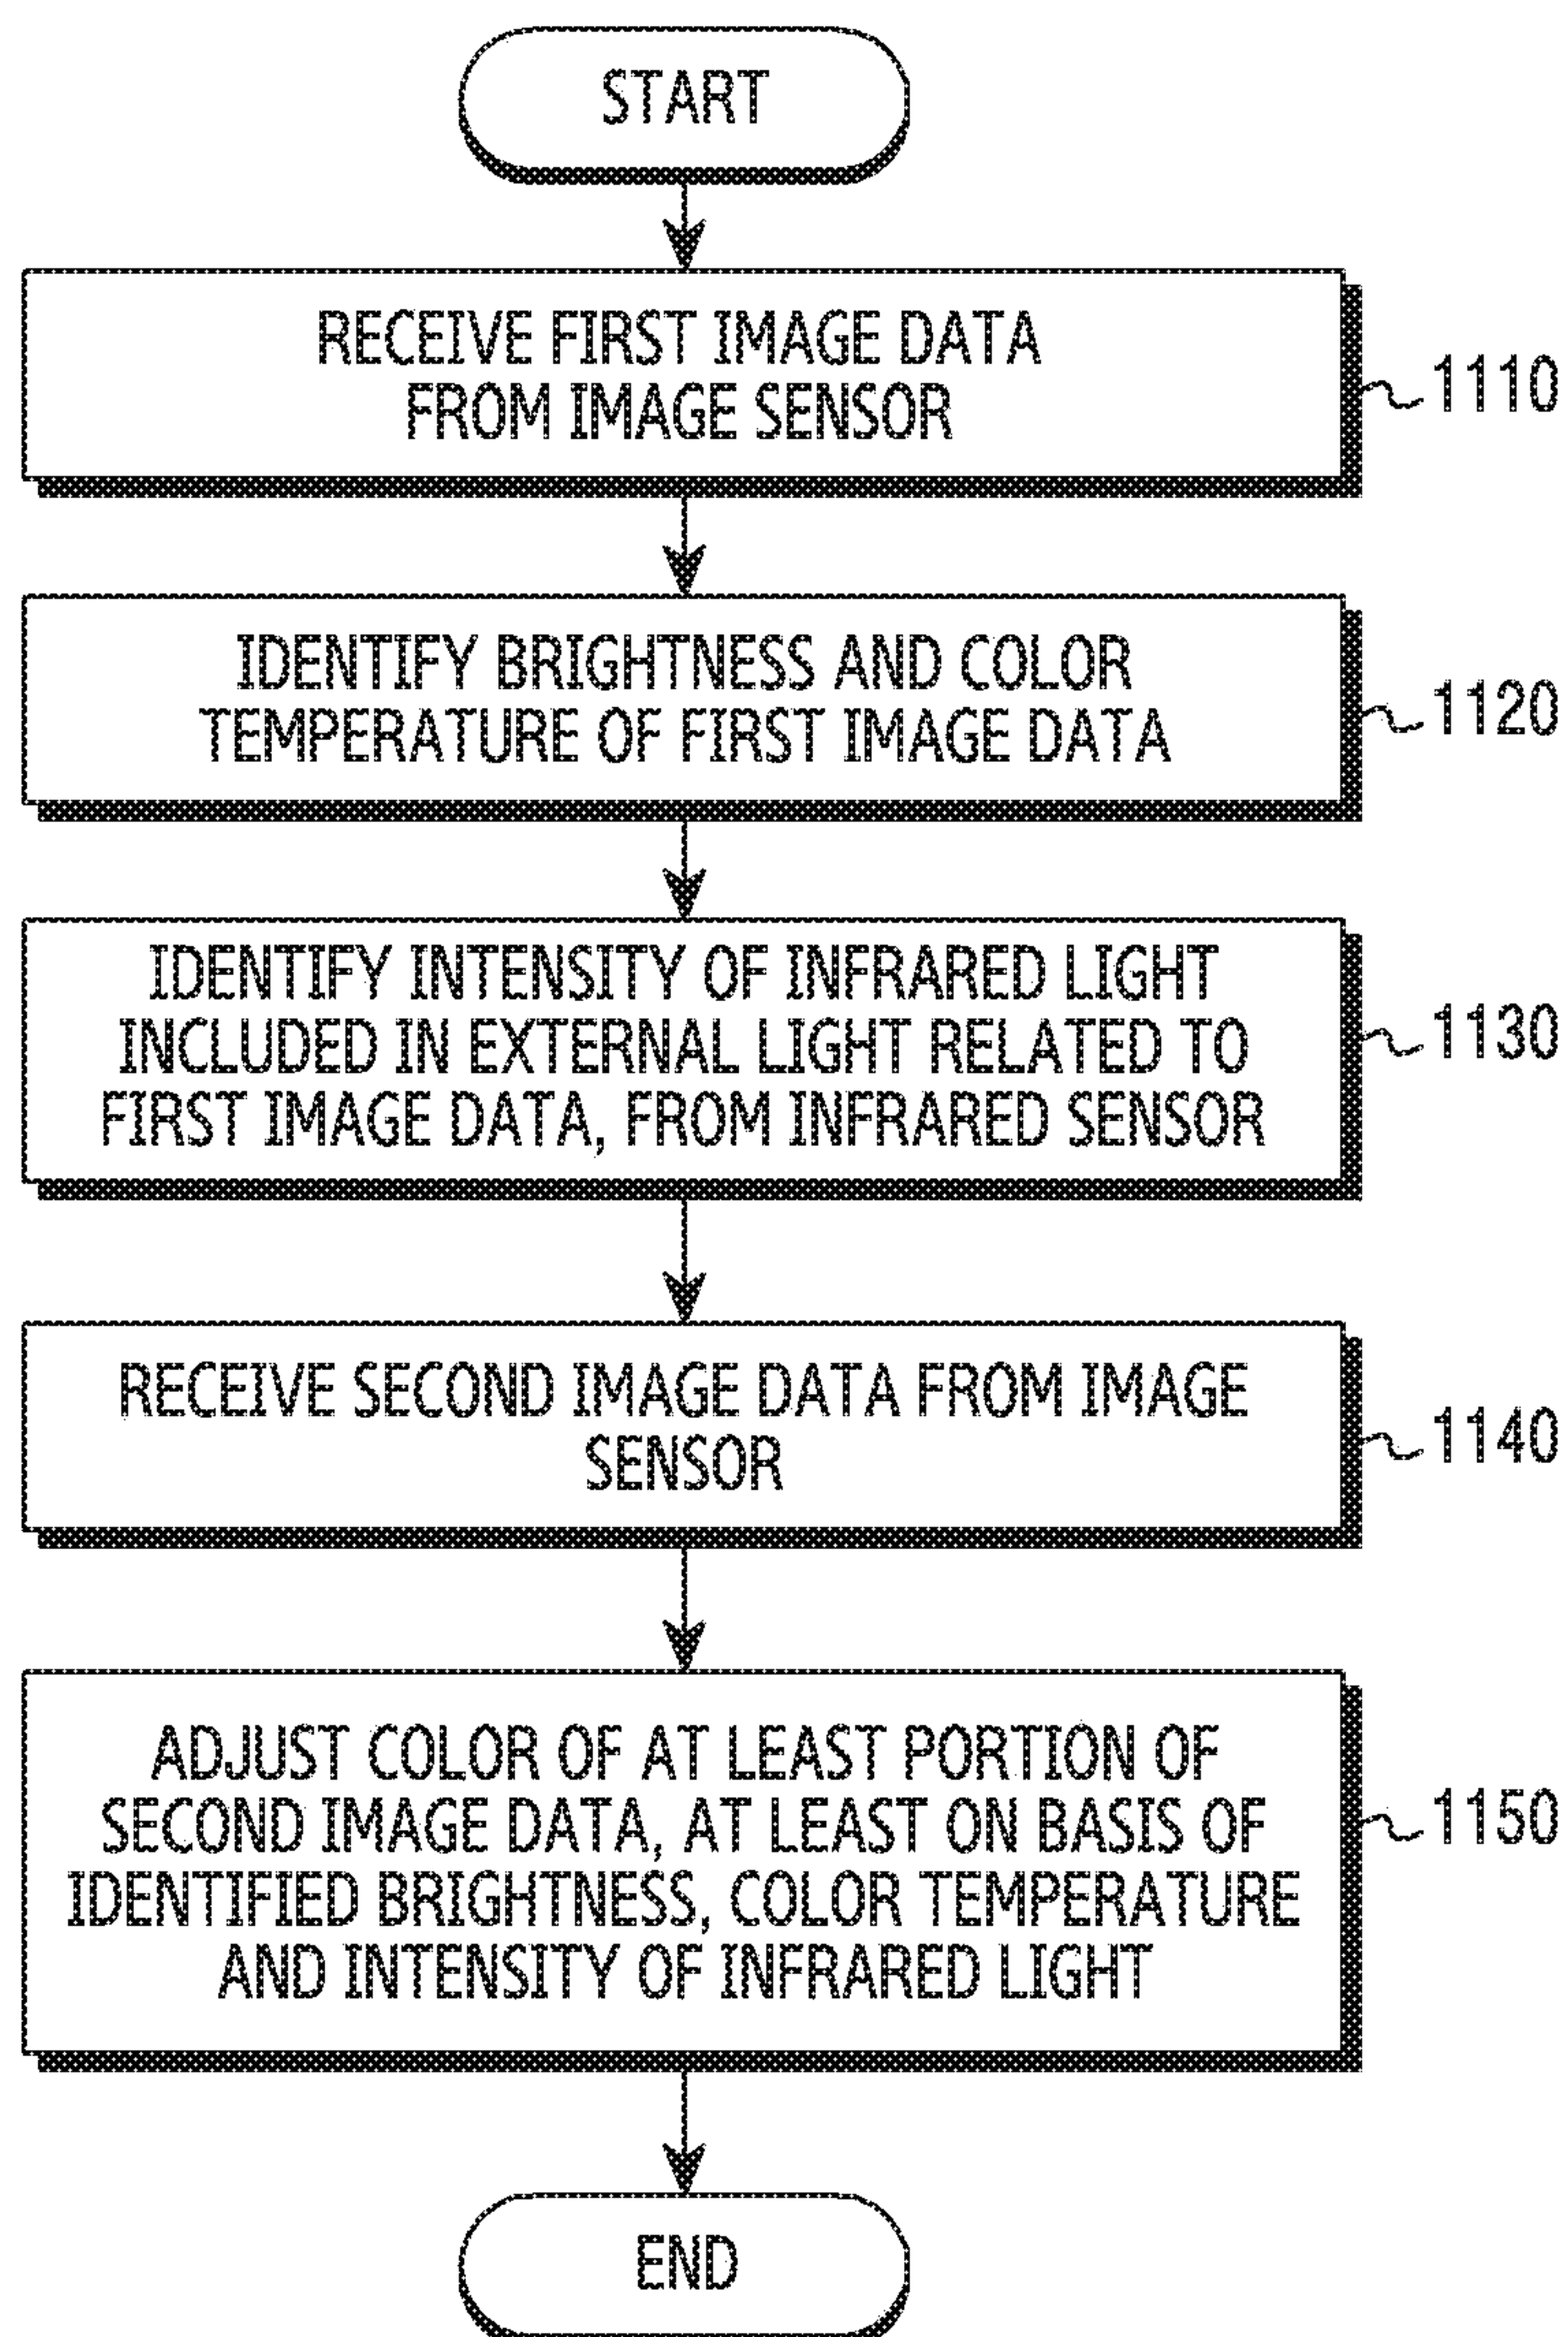 START
RECEIVE FIRST IMAGE DATA
FROM IMAGE SENSOR
1110
IDENTIFY BRIGHTNESS AND COLOR
TEMPERATURE OF FIRST IMAGE DATA
1120
IDENTIFY INTENSITY OF INFRARED LIGHT
INCLUDED IN EXTERNAL LIGHT RELATED TO
FIRST IMAGE DATA, FROM INFRARED SENSOR
1130
RECEIVE SECOND IMAGE DATA FROM IMAGE
SENSOR
1140
ADJUST COLOR OF AT LEAST PORTION OF
SECOND IMAGE DATA, AT LEAST ON BASIS OF
IDENTIFIED BRIGHTNESS, COLOR TEMPERATURE
AND INTENSITY OF INFRARED LIGHT
1150
END